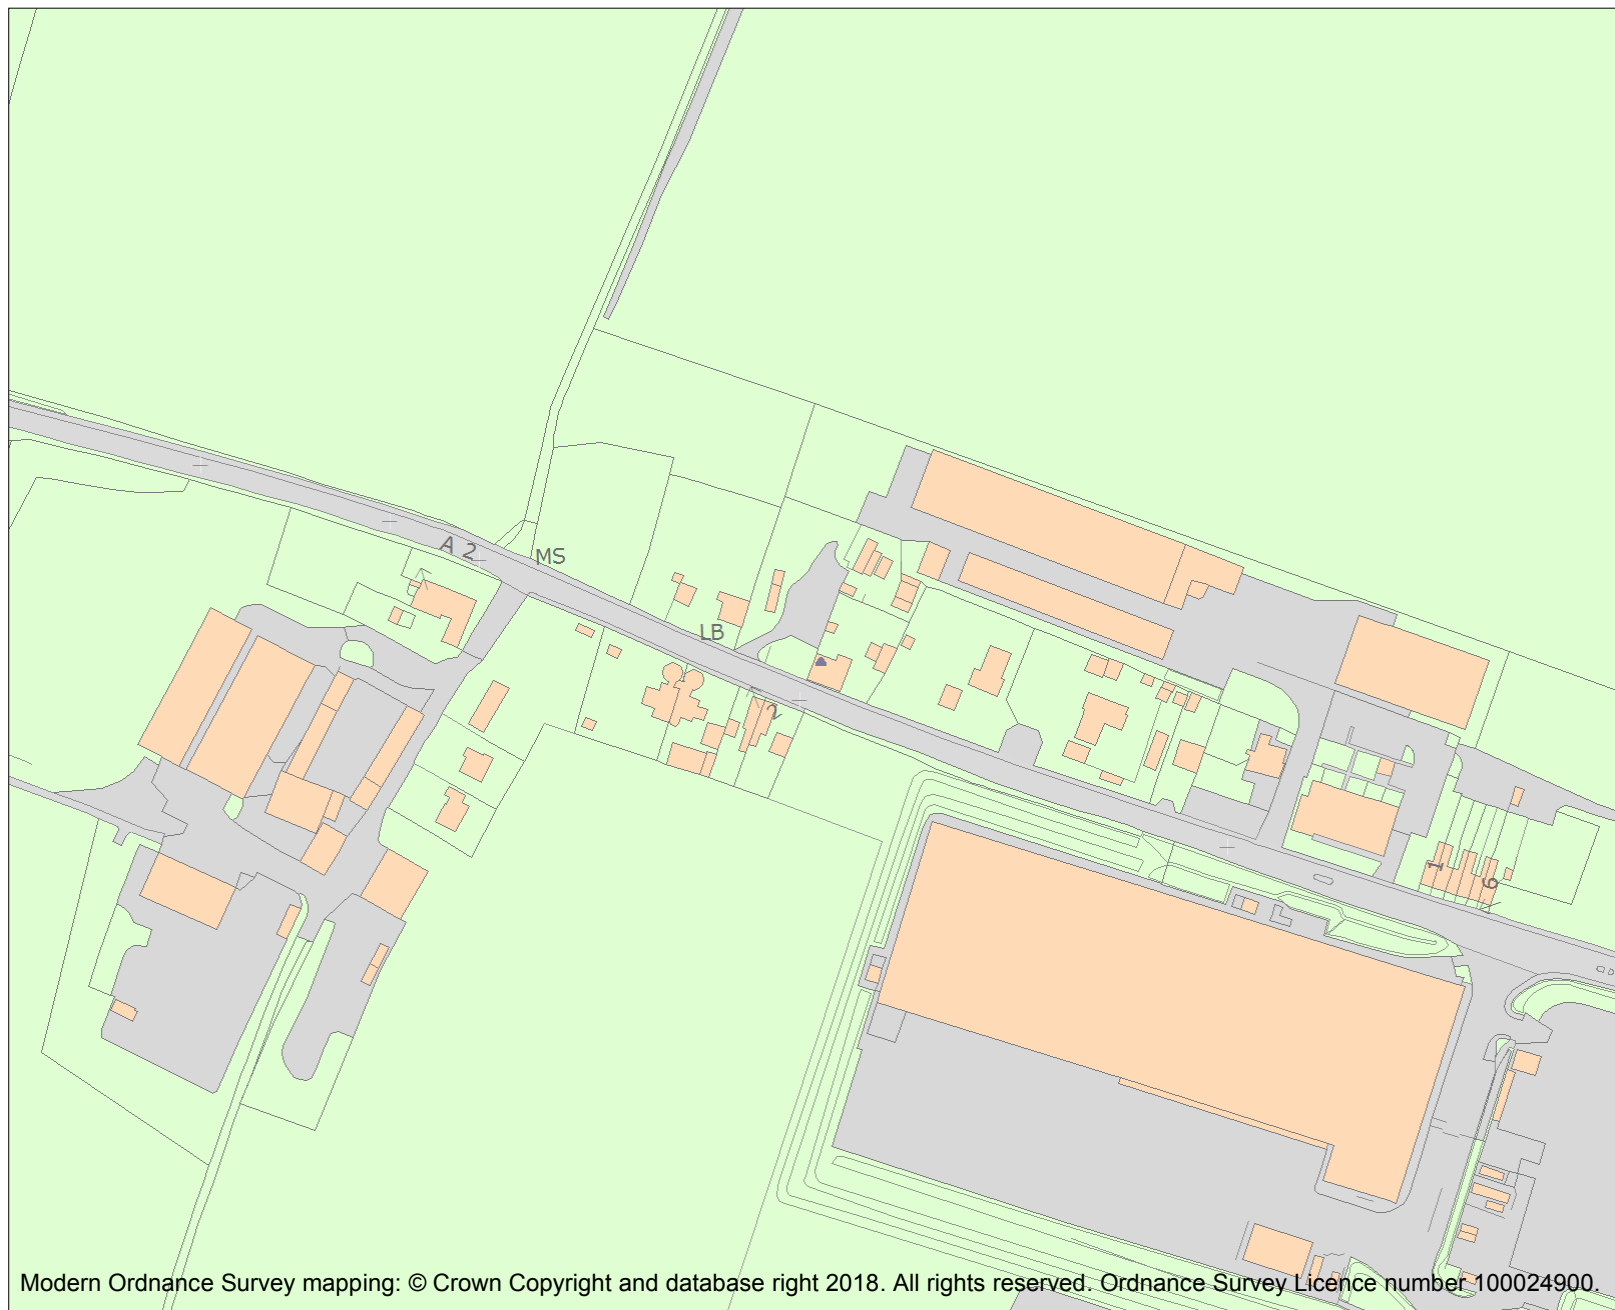 A 2
MS
LB
A 2
1
6
Modern Ordnance Survey mapping: © Crown Copyright and database right 2018. All rights reserved. Ordnance Survey Licence number 100024900.